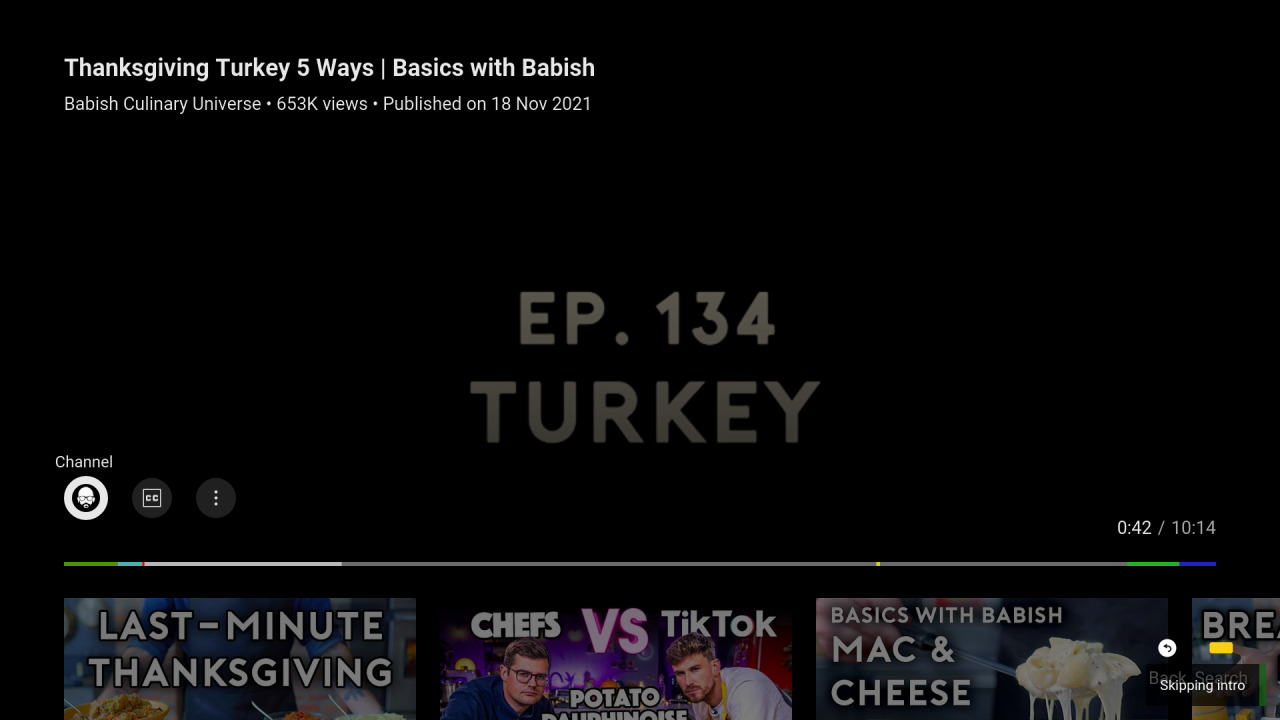 Thanksgiving Turkey 5 Ways | Basics with Babish
Babish Culinary Universe • 653K views • Published on 18 Nov 2021
EP. 134
TURKEY
Channel
CC
0:42 / 10:14
LAST-MINUTE
THANKSGIVING
CHEFS VS TikTok
POTATO
DAUPHINOISE
BASICS WITH BABISH
MAC &
CHEESE
BRE
Back Search
Skipping intro